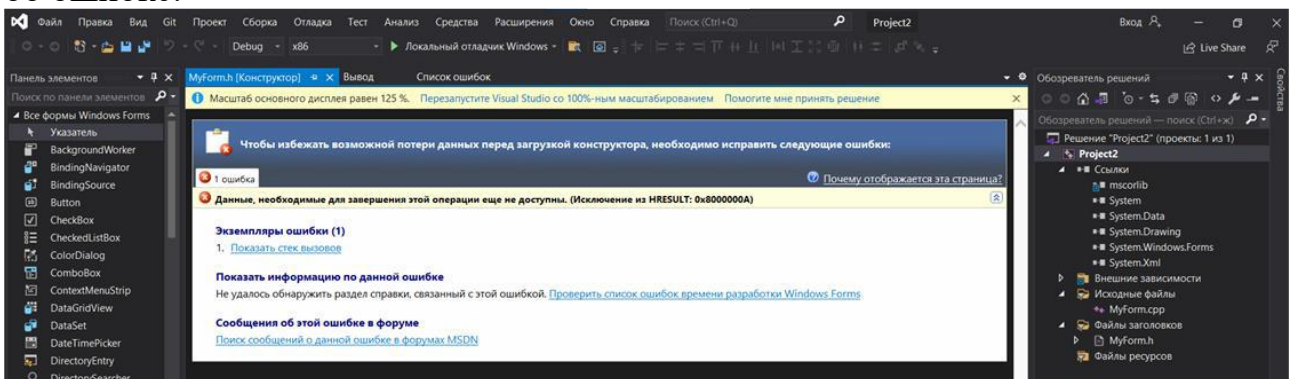 Файл Правка Вид Git Проект Сборка Отладка Тест Анализ Средства Расширения Окно Справка Поиск (Ctrl+Q) Project2 Вход
Debug x86 Локальный отладчик Windows Live Share
Панель элементов
Поиск по панели элементов
Все формы Windows Forms
Указатель
BackgroundWorker
BindingNavigator
BindingSource
Button
CheckBox
CheckedListBox
ColorDialog
ComboBox
ContextMenuStrip
DataGridView
DataSet
DateTimePicker
DirectoryEntry
DirectorySearcher
MyForm.h [Конструктор] Вывод Список ошибок
Масштаб основного дисплея равен 125 %. Перезапустите Visual Studio со 100%-ным масштабированием Помогите мне принять решение
Чтобы избежать возможной потери данных перед загрузкой конструктора, необходимо исправить следующие ошибки:
1 ошибка Почему отображается эта страница?
Данные, необходимые для завершения этой операции еще не доступны. (Исключение из HRESULT: 0x8000000A)
Экземпляры ошибки (1)
1. Показать стек вызовов
Показать информацию по данной ошибке
Не удалось обнаружить раздел справки, связанный с этой ошибкой. Проверить список ошибок времени разработки Windows Forms
Сообщения об этой ошибке в форуме
Поиск сообщений о данной ошибке в форумах MSDN
Обозреватель решений
Обозреватель решений — поиск (Ctrl+ж)
Решение "Project2" (проекты: 1 из 1)
Project2
Ссылки
mscorlib
System
System.Data
System.Drawing
System.Windows.Forms
System.Xml
Внешние зависимости
Исходные файлы
MyForm.cpp
Файлы заголовков
MyForm.h
Файлы ресурсов
Свойства